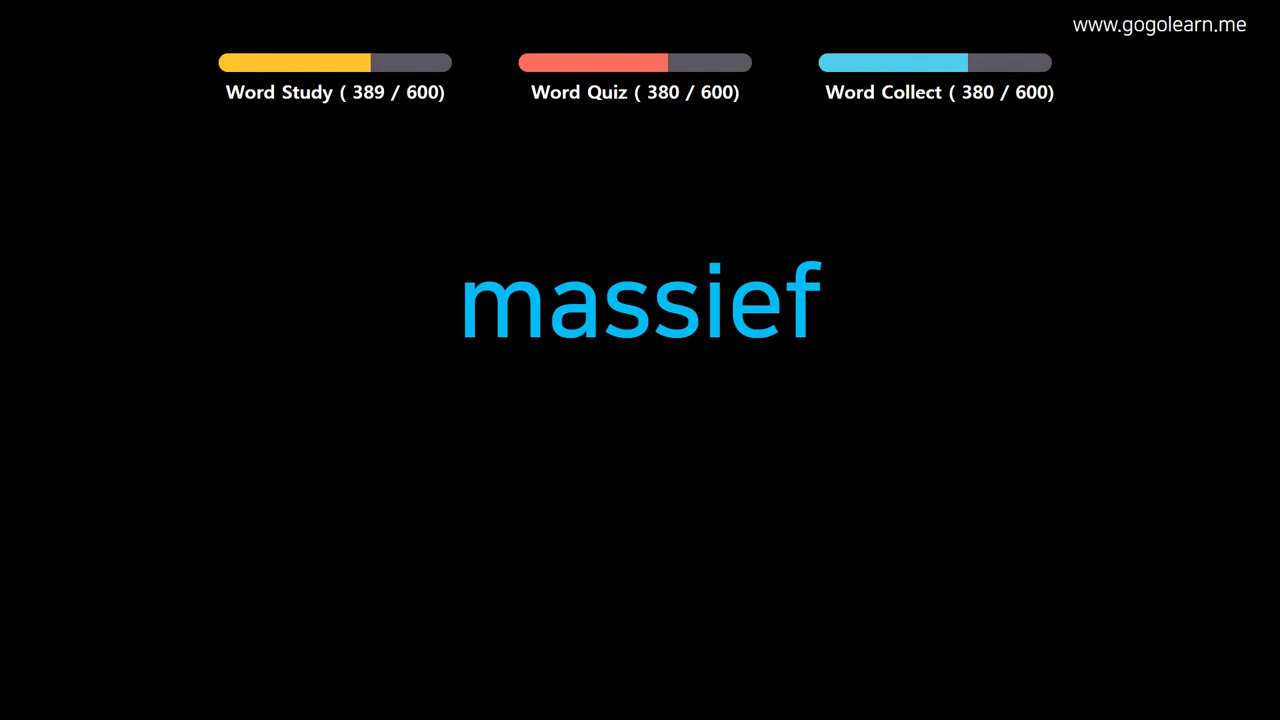 www.gogolearn.me
Word Study ( 389 / 600)
Word Quiz ( 380 / 600)
Word Collect ( 380 / 600)
massief